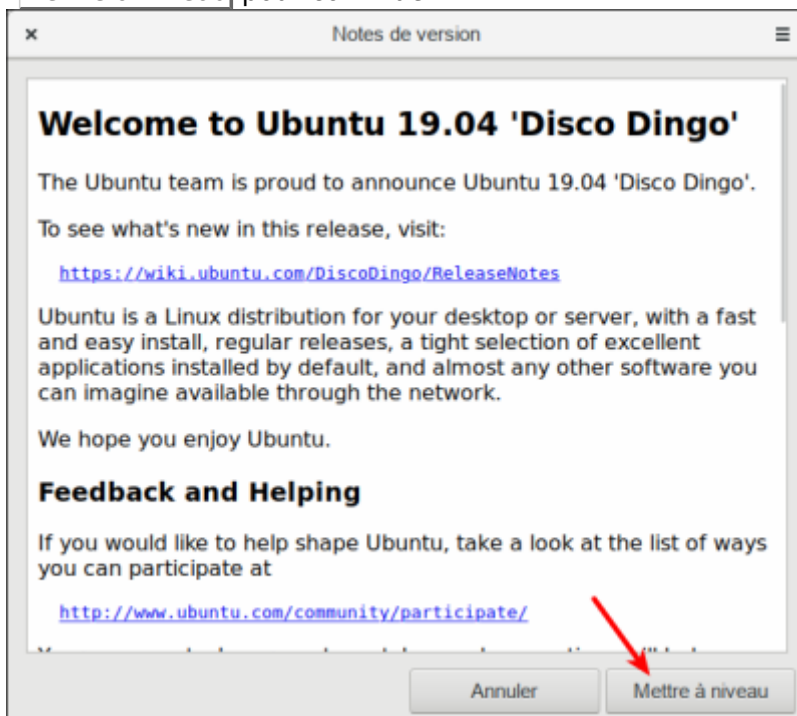 Notes de version
Welcome to Ubuntu 19.04 'Disco Dingo'
The Ubuntu team is proud to announce Ubuntu 19.04 'Disco Dingo'.
To see what's new in this release, visit:
https://wiki.ubuntu.com/DiscoDingo/ReleaseNotes
Ubuntu is a Linux distribution for your desktop or server, with a fast
and easy install, regular releases, a tight selection of excellent
applications installed by default, and almost any other software you
can imagine available through the network.
We hope you enjoy Ubuntu.
Feedback and Helping
If you would like to help shape Ubuntu, take a look at the list of ways
you can participate at
http://www.ubuntu.com/community/participate/
Annuler Mettre à niveau